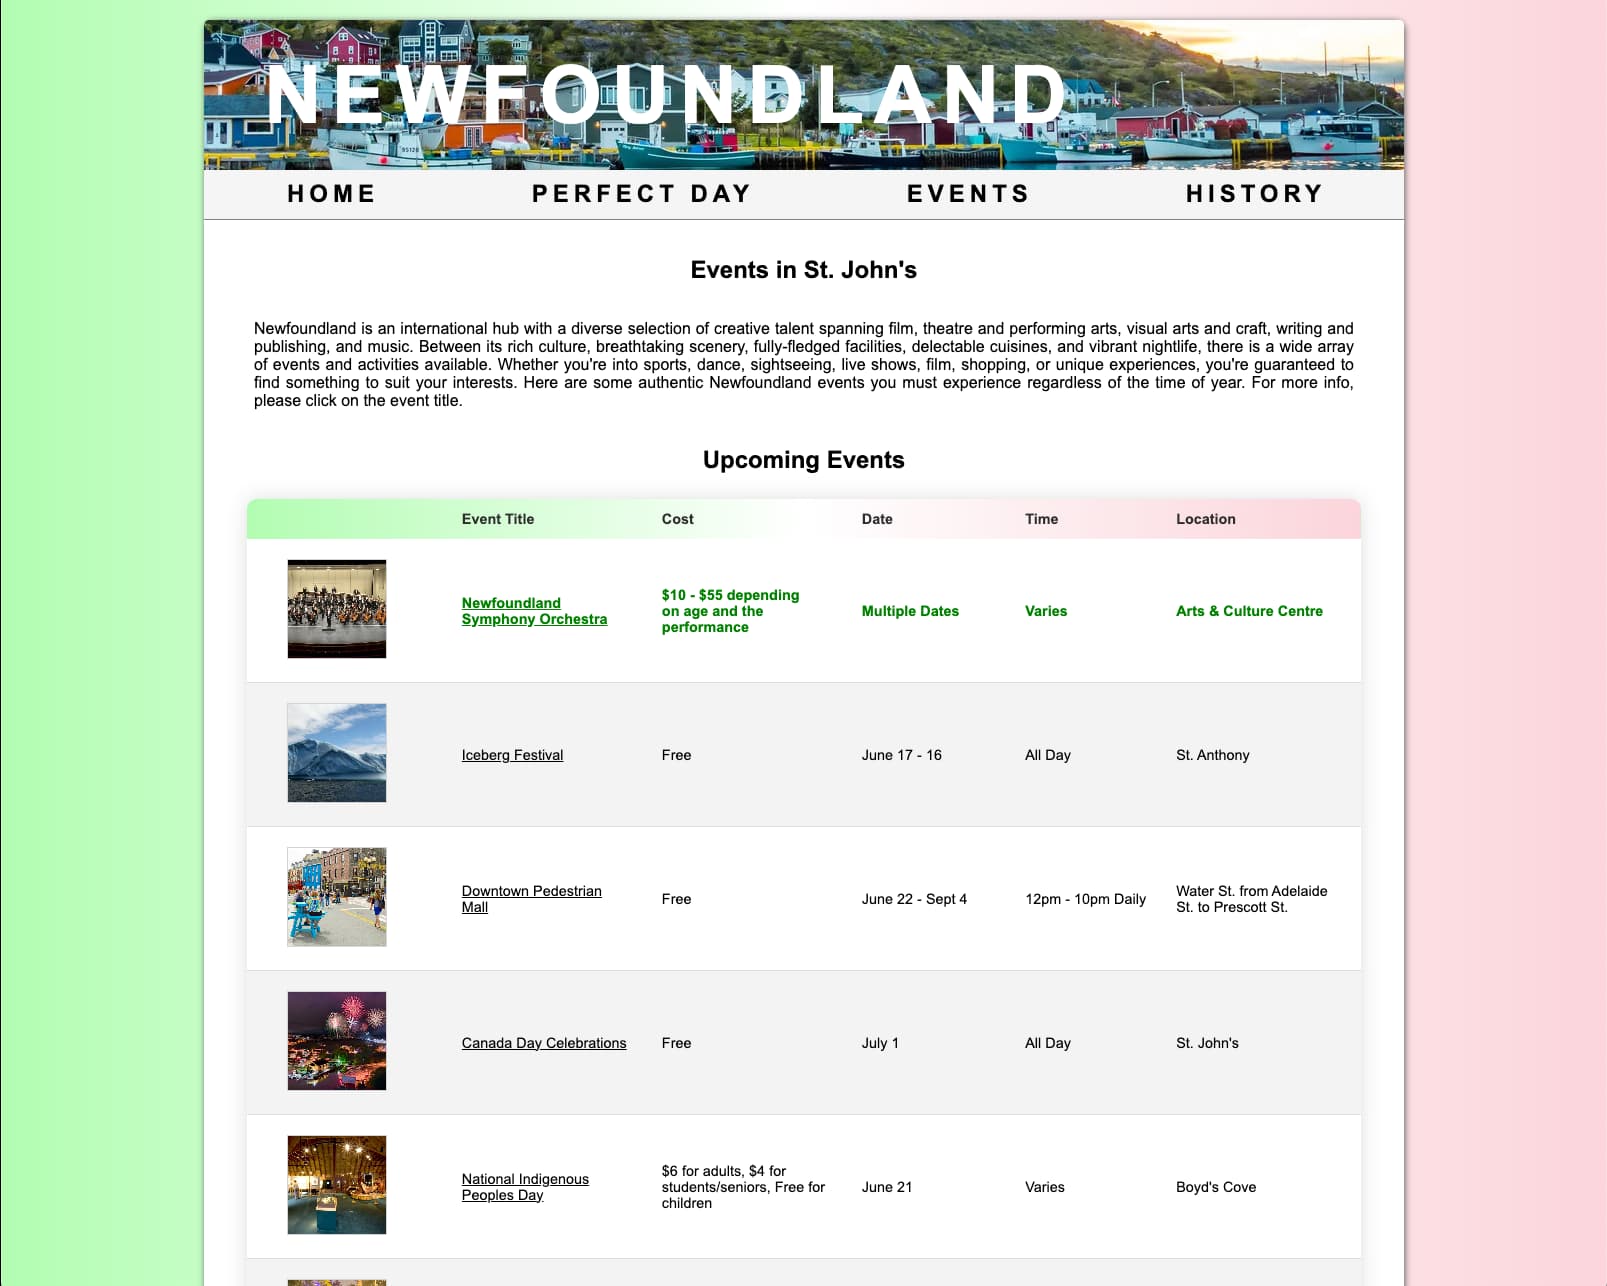 NEWFOUNDLAND
HOME PERFECT DAY EVENTS HISTORY
Events in St. John's
Newfoundland is an international hub with a diverse selection of creative talent spanning film, theatre and performing arts, visual arts and craft, writing and
publishing, and music. Between its rich culture, breathtaking scenery, fully-fledged facilities, delectable cuisines, and vibrant nightlife, there is a wide array
of events and activities available. Whether you're into sports, dance, sightseeing, live shows, film, shopping, or unique experiences, you're guaranteed to
find something to suit your interests. Here are some authentic Newfoundland events you must experience regardless of the time of year. For more info,
please click on the event title.
Upcoming Events
Event Title Cost Date Time Location
Newfoundland
Symphony Orchestra
$10 - $55 depending
on age and the
performance
Multiple Dates
Varies
Arts & Culture Centre
Iceberg Festival
Free
June 17 - 16
All Day
St. Anthony
Downtown Pedestrian
Mall
Free
June 22 - Sept 4
12pm - 10pm Daily
Water St. from Adelaide
St. to Prescott St.
Canada Day Celebrations
Free
July 1
All Day
St. John's
National Indigenous
Peoples Day
$6 for adults, $4 for
students/seniors, Free for
children
June 21
Varies
Boyd's Cove